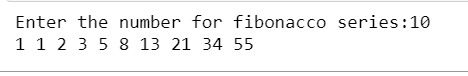 Enter the number for fibonacco series:10
1 1 2 3 5 8 13 21 34 55